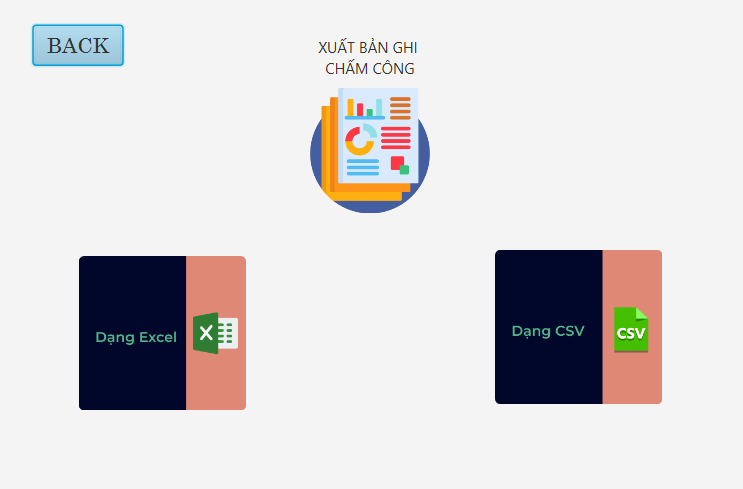 BACK
XUẤT BẢN GHI
CHẤM CÔNG
Dạng Excel
X
Dạng CSV
CSV